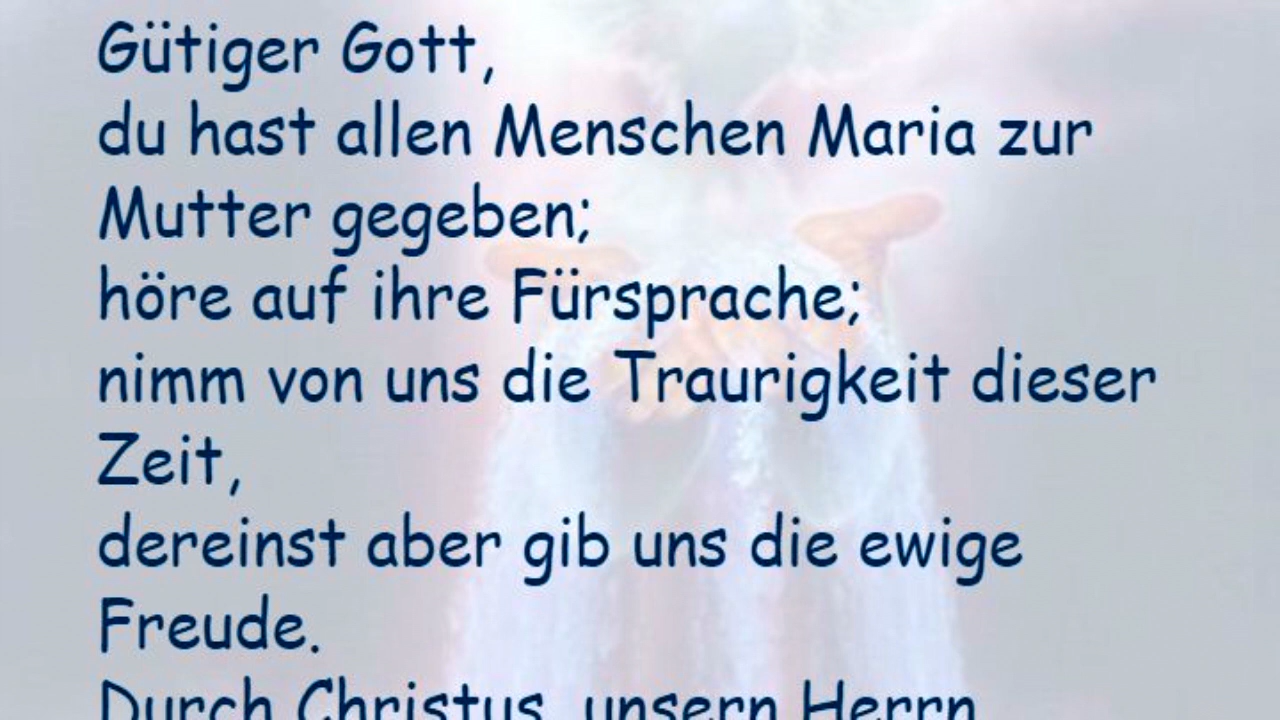 Gütiger Gott,
du hast allen Menschen Maria zur
Mutter gegeben;
höre auf ihre Fürsprache;
nimm von uns die Traurigkeit dieser
Zeit,
dereinst aber gib uns die ewige
Freude.
Durch Christus, unsern Herrn